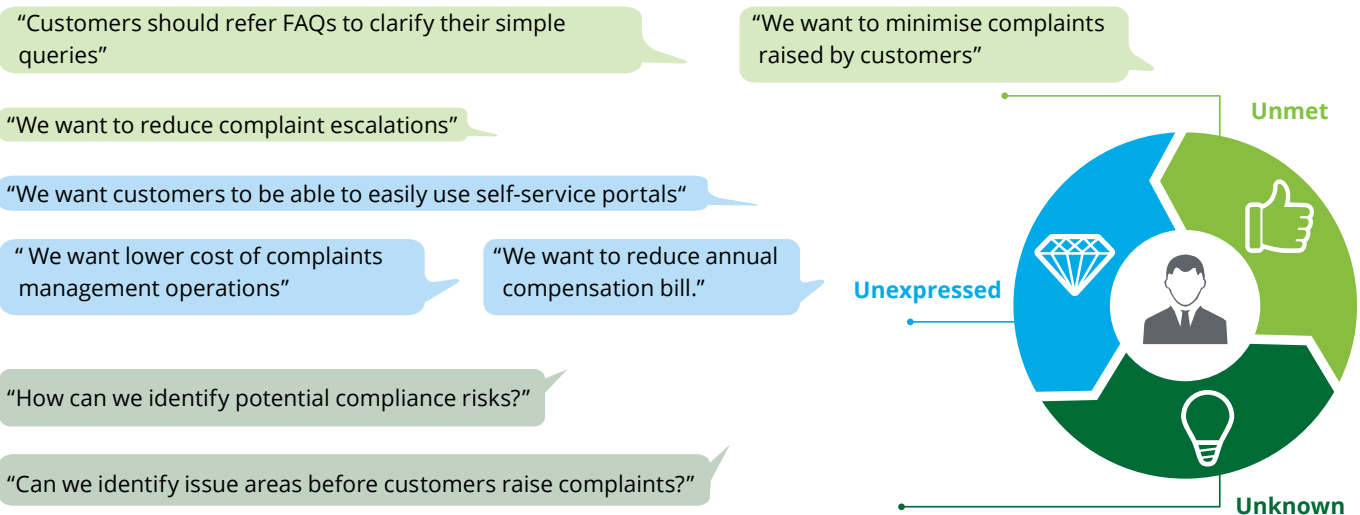 “Customers should refer FAQs to clarify their simple
queries”
“We want to minimise complaints
raised by customers”
Unmet
“We want to reduce complaint escalations”
“We want customers to be able to easily use self-service portals“
“ We want lower cost of complaints
management operations”
“We want to reduce annual
compensation bill.”
Unexpressed
“How can we identify potential compliance risks?”
“Can we identify issue areas before customers raise complaints?”
Unknown